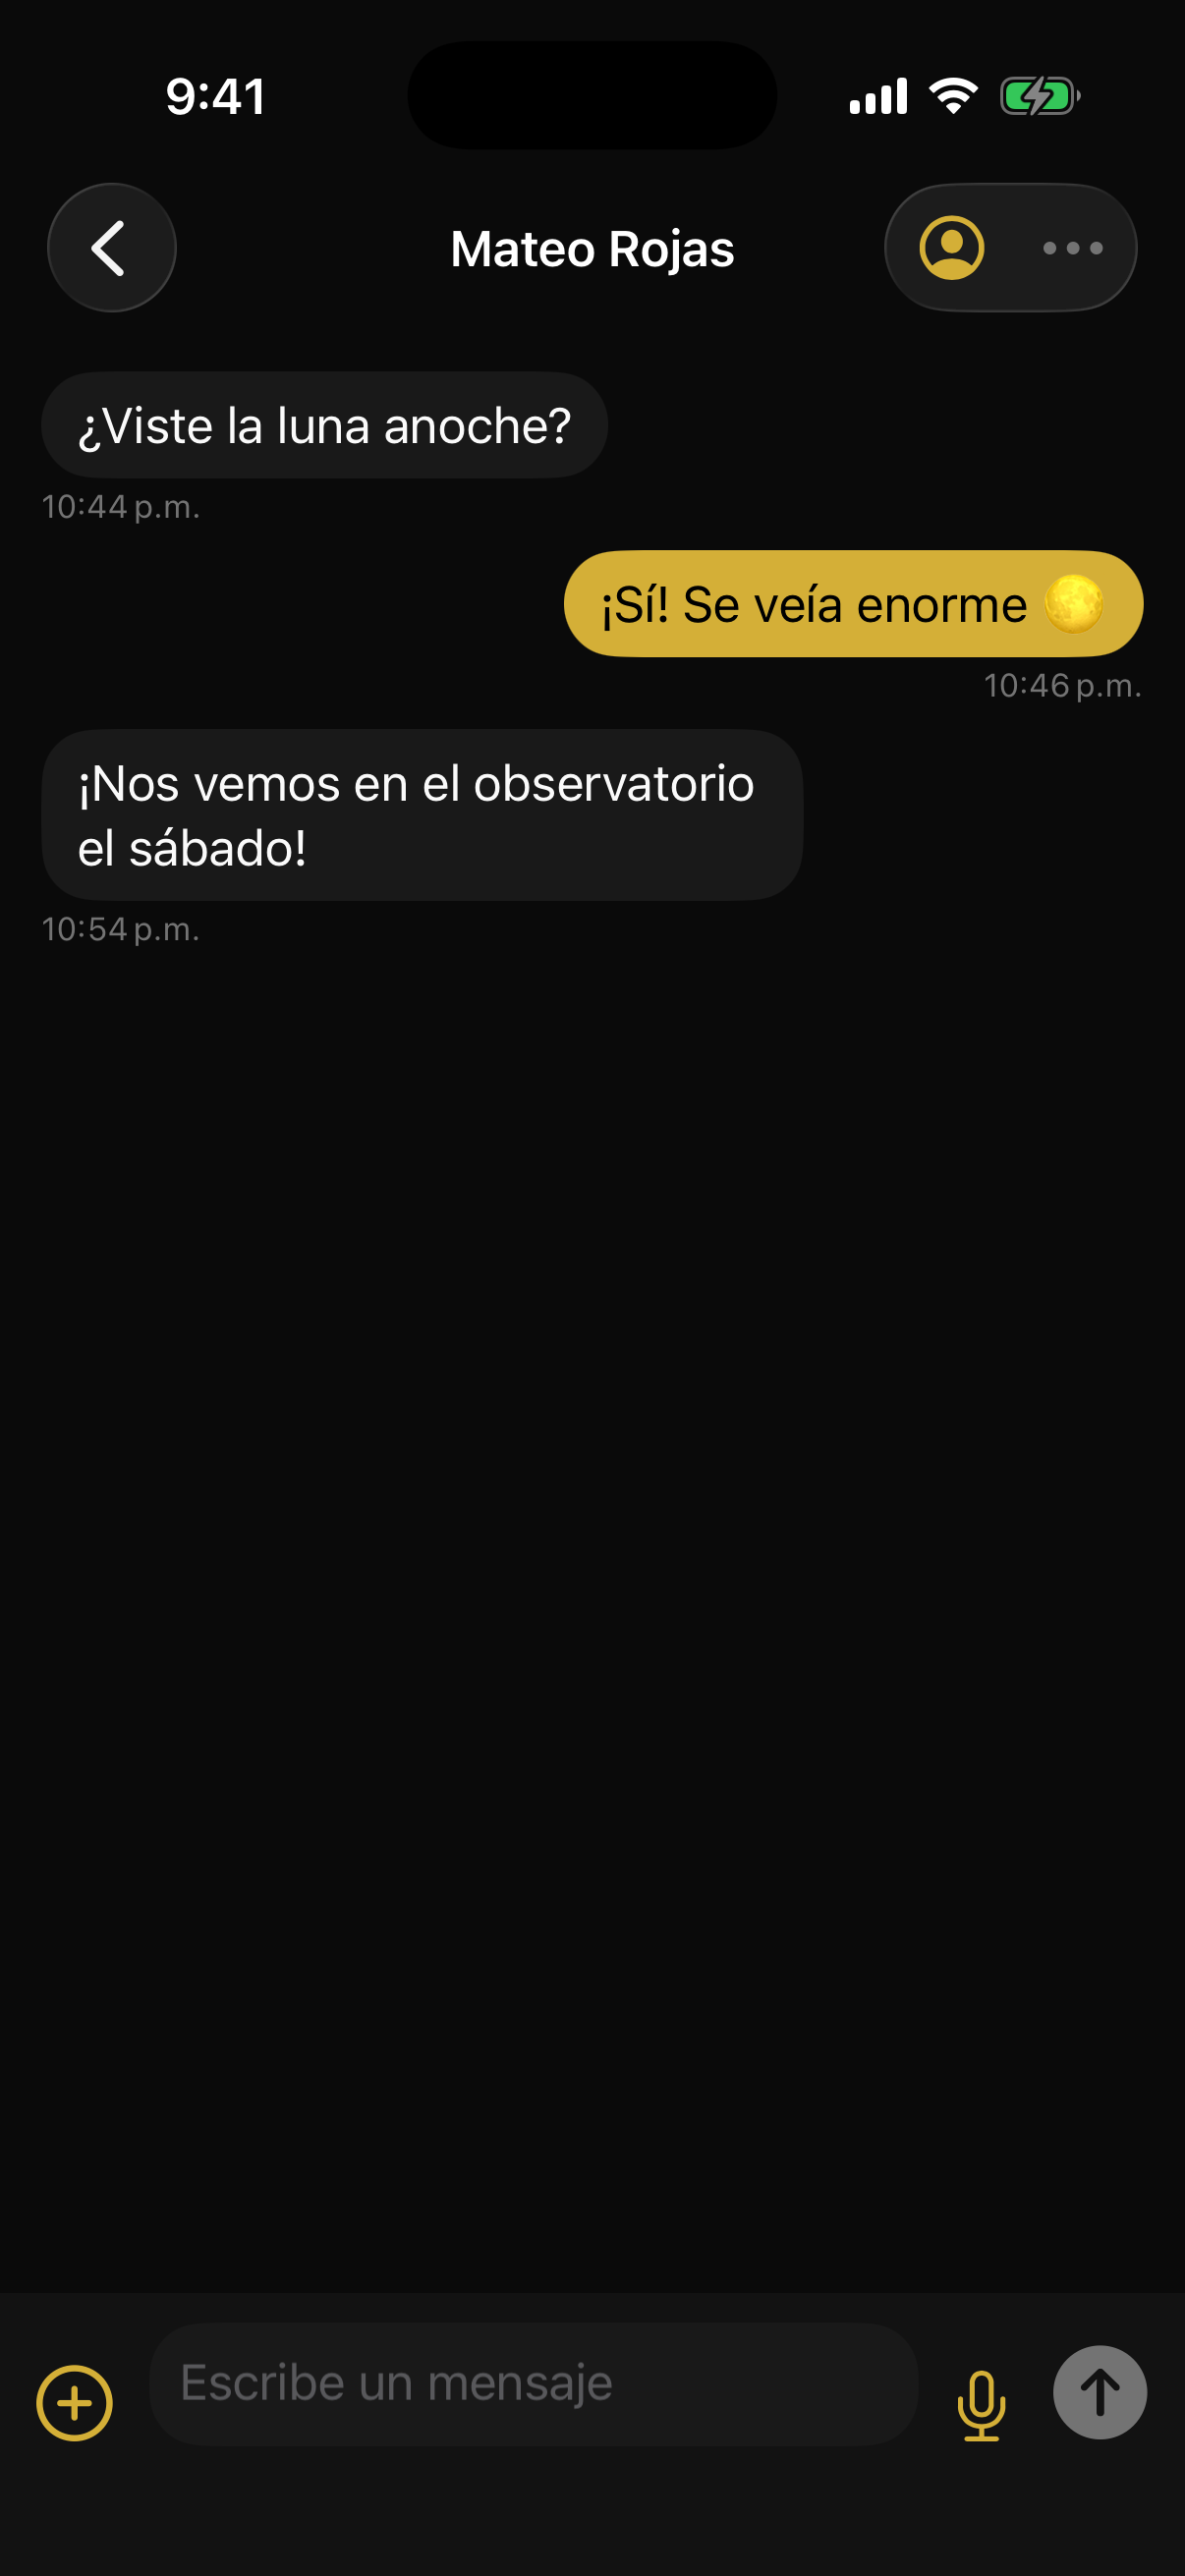 9:41
Mateo Rojas
¿Viste la luna anoche?
10:44 p.m.
¡Sí! Se veía enorme 🌕
10:46 p.m.
¡Nos vemos en el observatorio
el sábado!
10:54 p.m.
Escribe un mensaje